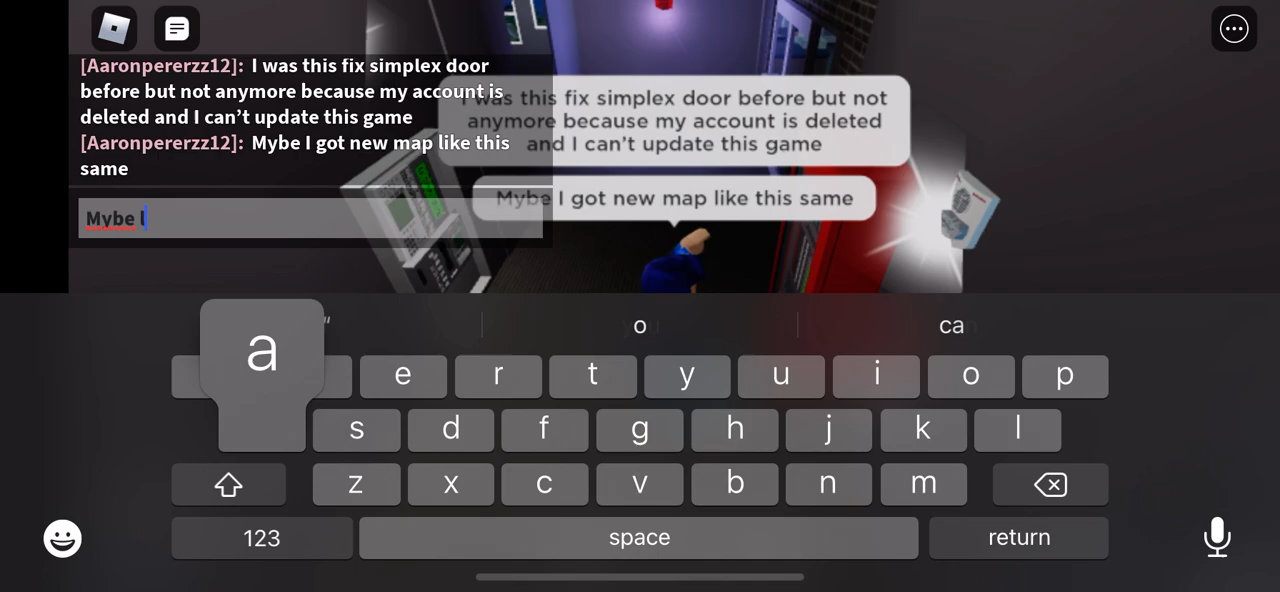 [Aaronpererzz12]: I was this fix simplex door
before but not anymore because my account is
deleted and I can't update this game
[Aaronpererzz12]: Mybe I got new map like this
same
I was this fix simplex door before but not
anymore because my account is deleted
and I can't update this game
Mybe I got new map like this same
Mybe I
" o ca
a
e r t y u i o p
s d f g h j k l
z x c v b n m
123 space return